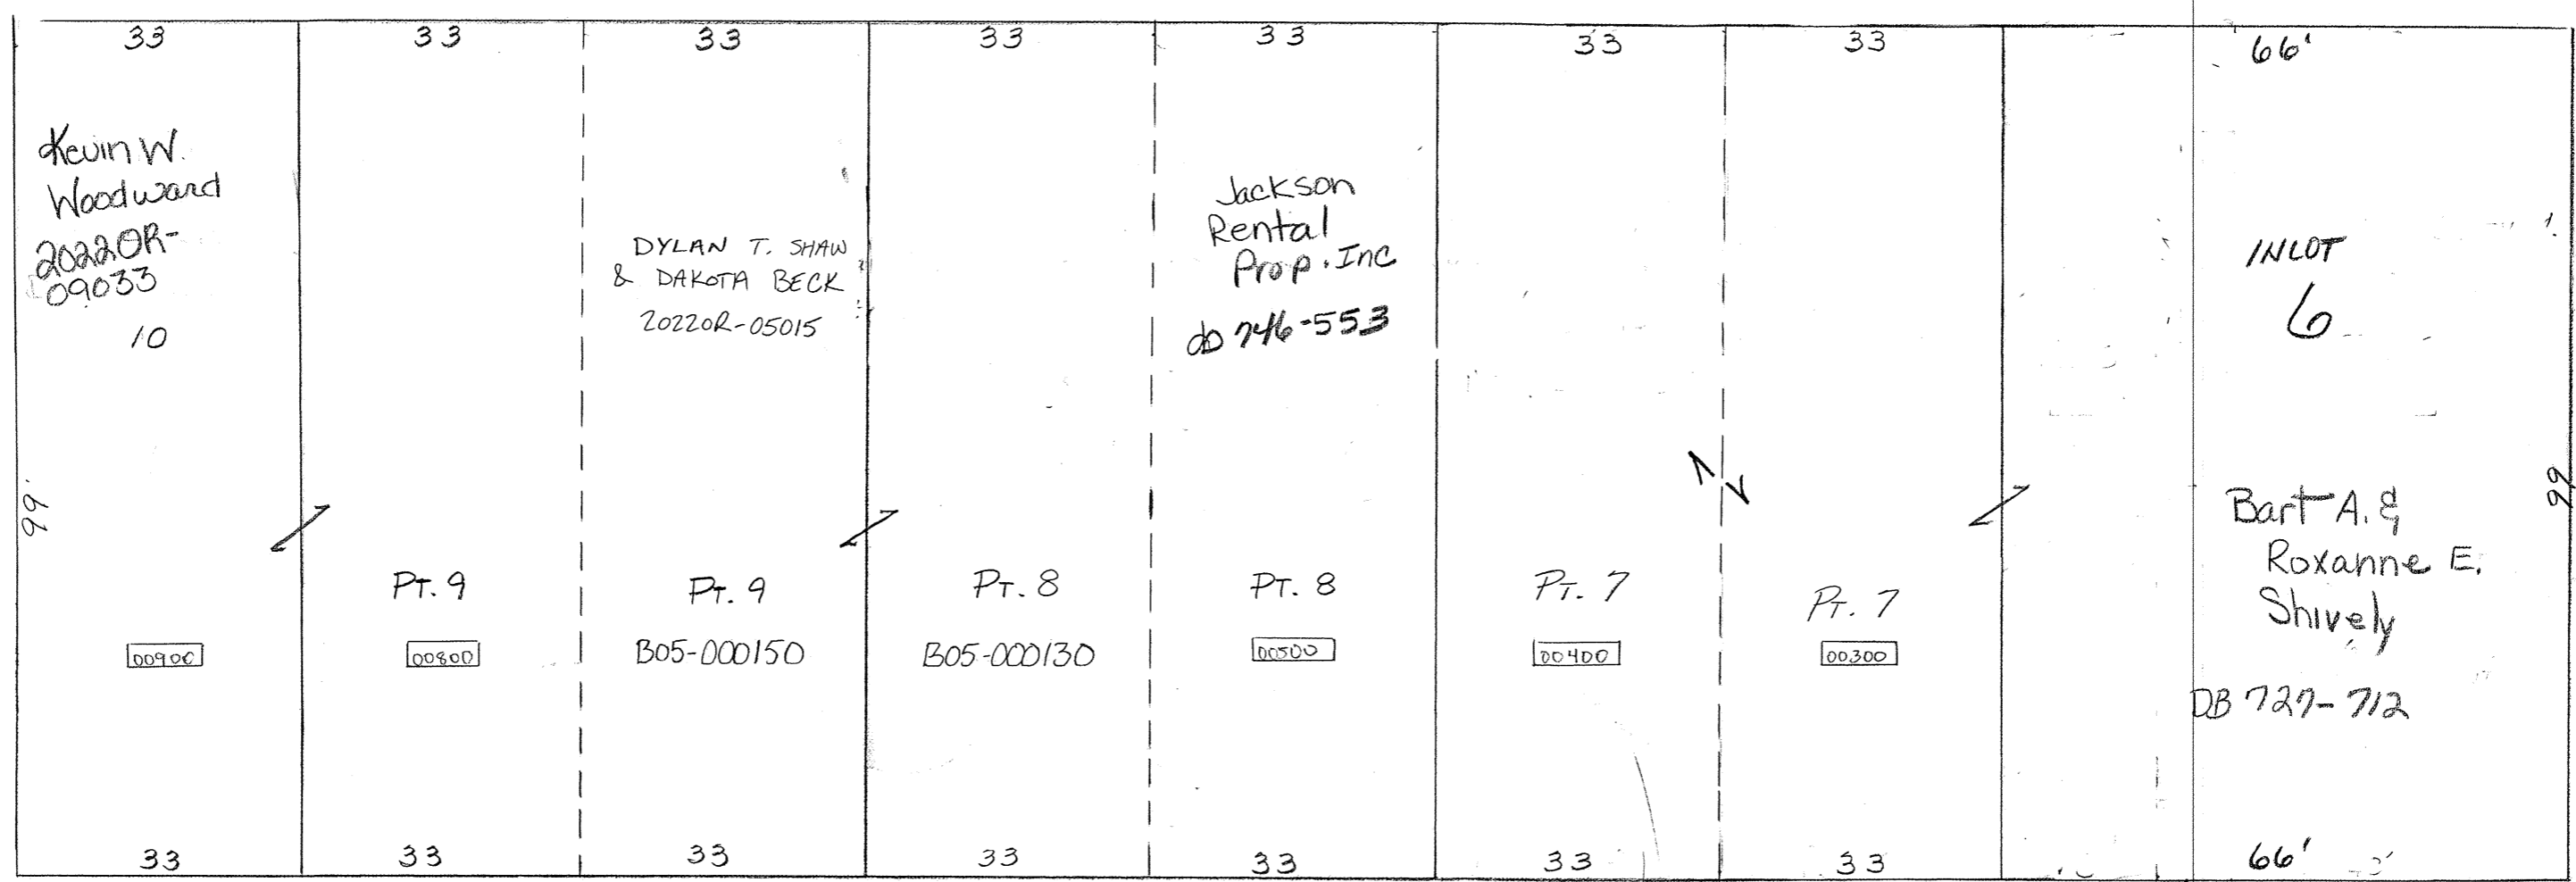 33
33
33
33
33
33
33
66'
Kevin W.
Woodward
20220R-
09033
10
DYLAN T. SHAW
& DAKOTA BECK
20220R-05015
Jackson
Rental
Prop. Inc
db 746-553
INLOT
6
99'
99
Bart A. &
Roxanne E.
Shively
DB 727-712
PT. 9
PT. 9
PT. 8
PT. 8
PT. 7
PT. 7
00900
00800
B05-000150
B05-000130
00500
00400
00300
33
33
33
33
33
33
33
66'